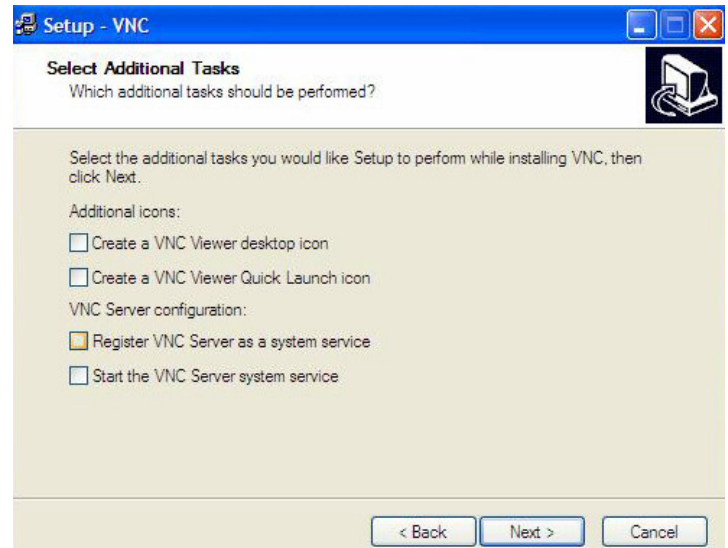 Setup - VNC
Select Additional Tasks
Which additional tasks should be performed?
Select the additional tasks you would like Setup to perform while installing VNC, then
click Next.
Additional icons:
Create a VNC Viewer desktop icon
Create a VNC Viewer Quick Launch icon
VNC Server configuration:
Register VNC Server as a system service
Start the VNC Server system service
< Back Next > Cancel